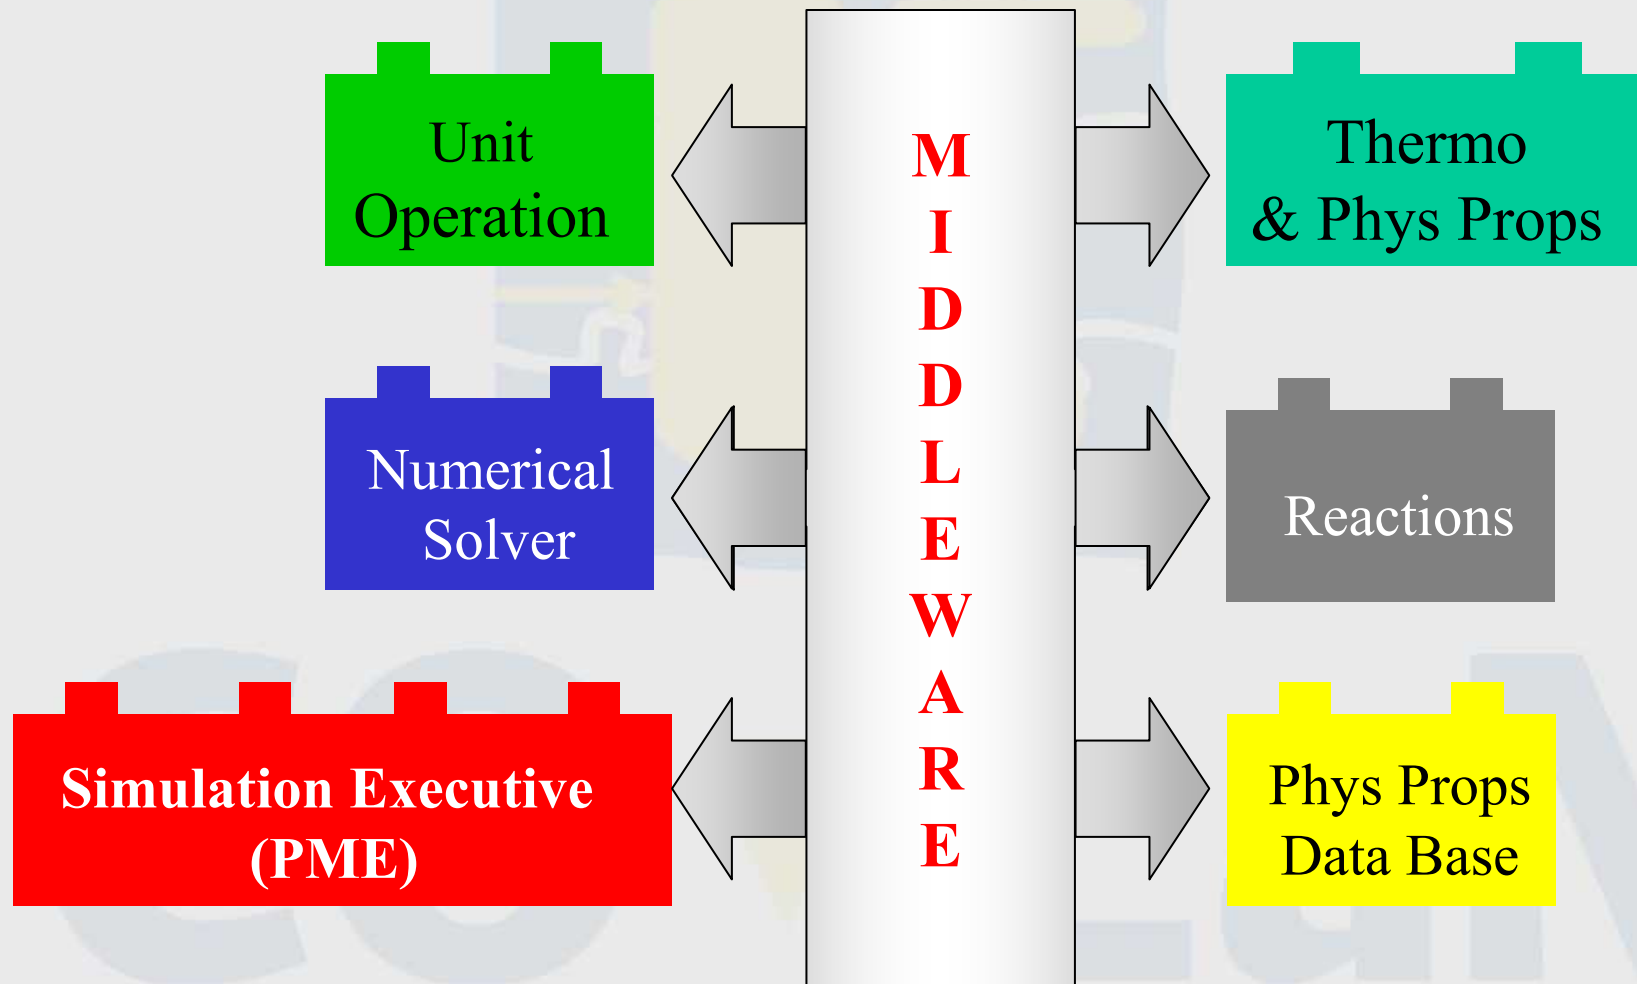 Unit
Operation
Numerical
Solver
Simulation Executive
(PME)
M
I
D
D
L
E
W
A
R
E
Thermo
& Phys Props
Reactions
Phys Props
Data Base